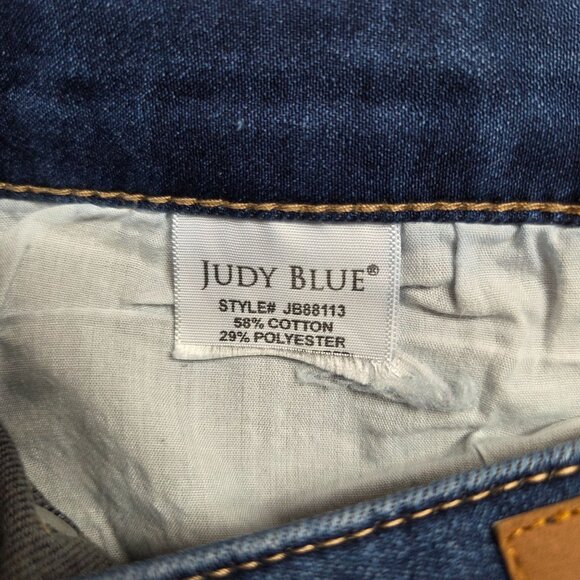 JUDY BLUE®
STYLE# JB88113
58% COTTON
29% POLYESTER